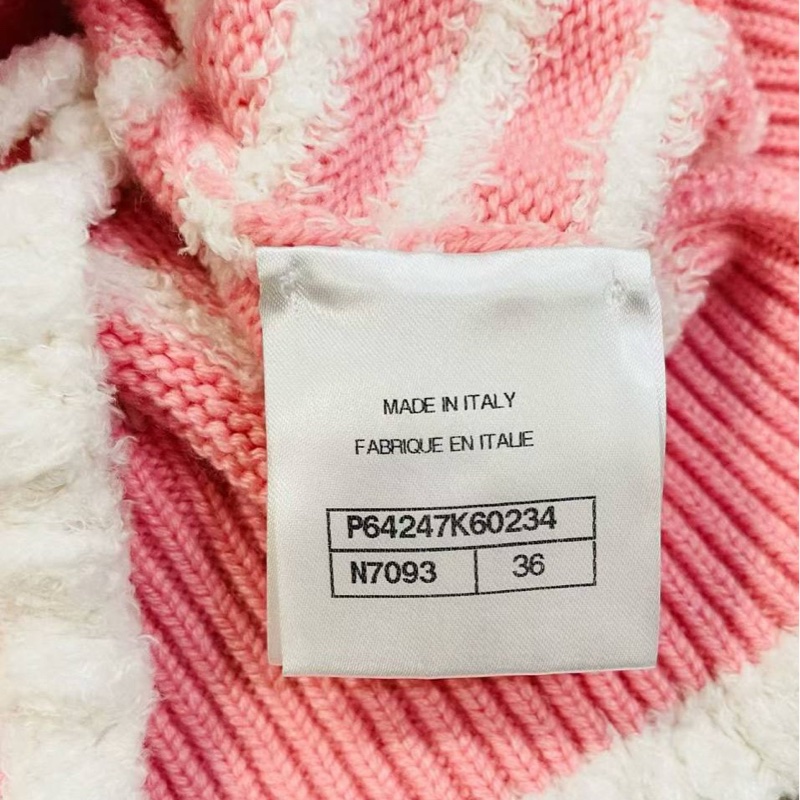 MADE IN ITALY
FABRIQUE EN ITALIE
P64247K60234
N7093 36